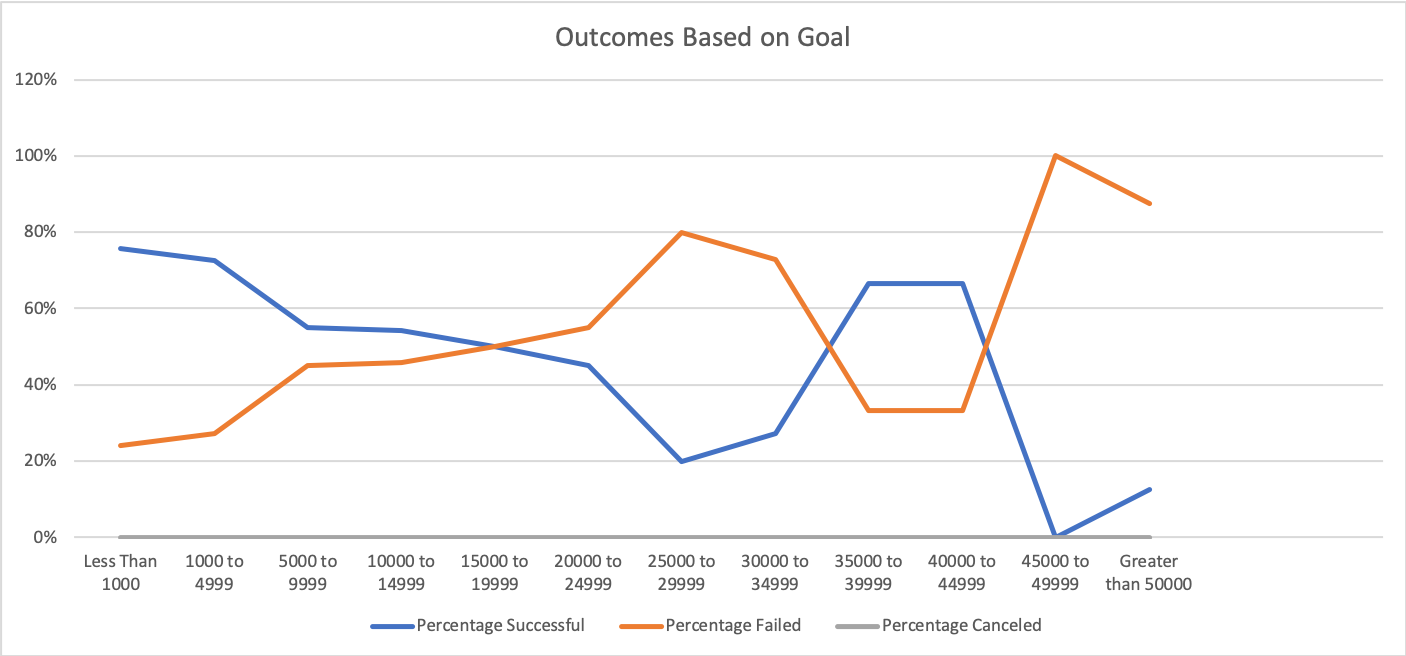 Outcomes Based on Goal
120%
100%
80%
60%
40%
20%
0%
Less Than
1000
1000 to
4999
5000 to
9999
10000 to
14999
15000 to
19999
20000 to
24999
25000 to
29999
30000 to
34999
35000 to
39999
40000 to
44999
45000 to
49999
Greater
than 50000
Percentage Successful
Percentage Failed
Percentage Canceled